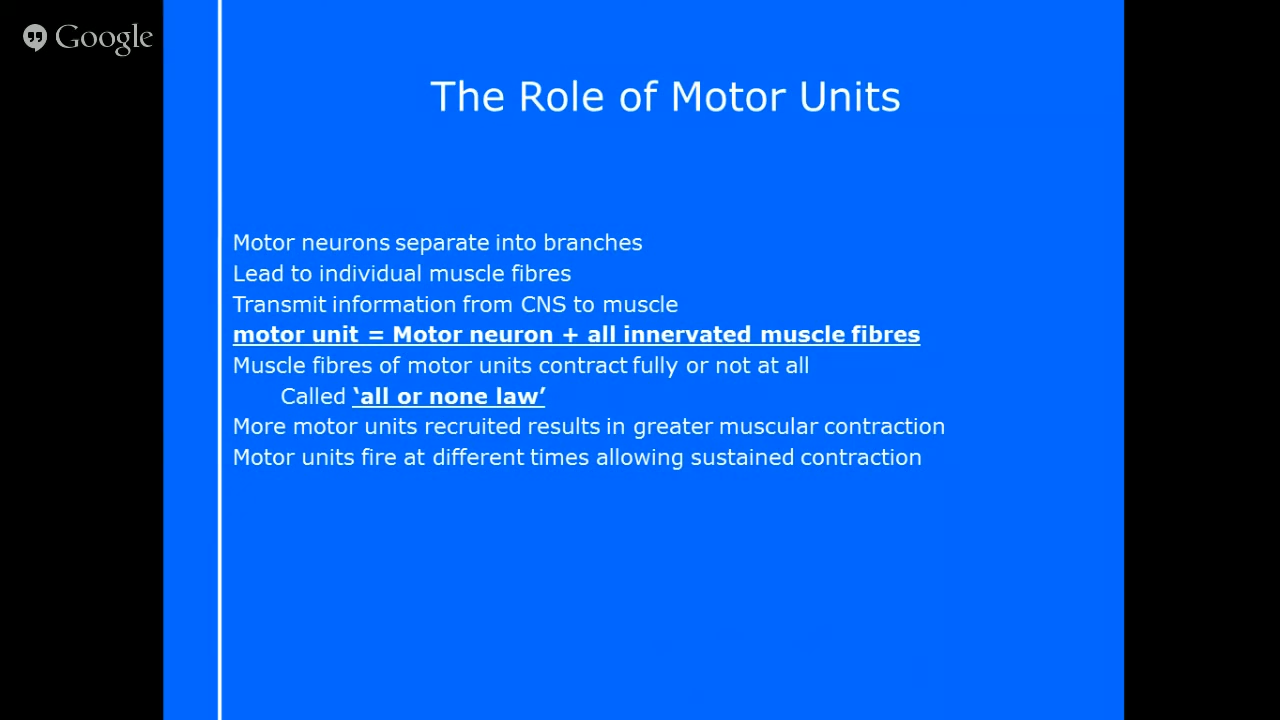 Google
The Role of Motor Units
Motor neurons separate into branches
Lead to individual muscle fibres
Transmit information from CNS to muscle
motor unit = Motor neuron + all innervated muscle fibres
Muscle fibres of motor units contract fully or not at all
Called ‘all or none law’
More motor units recruited results in greater muscular contraction
Motor units fire at different times allowing sustained contraction